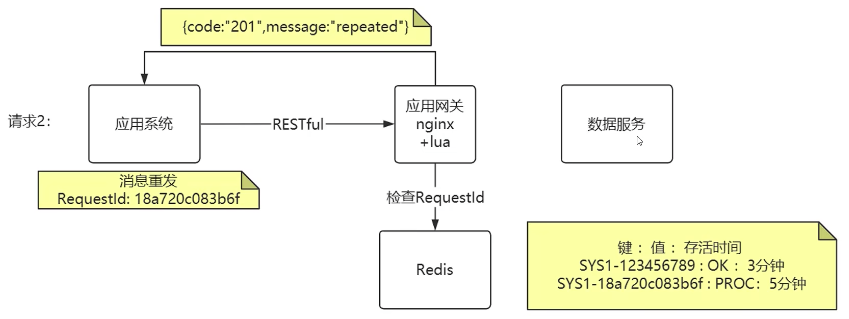 {code:"201",message:"repeated"}
请求2：
应用系统
RESTful
应用网关
nginx
+lua
数据服务
消息重发
RequestId: 18a720c083b6f
检查RequestId
Redis
键 ： 值 ： 存活时间
SYS1-123456789 : OK ： 3分钟
SYS1-18a720c083b6f : PROC： 5分钟